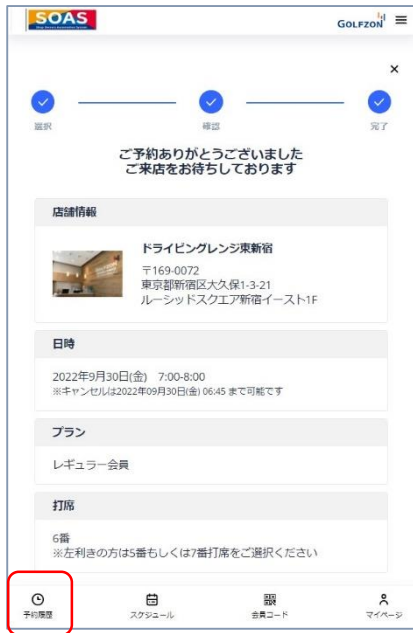 SOAS
GOLFZON
選択
確認
完了
ご予約ありがとうございました
ご来店をお待ちしております
店舗情報
ドライビングレンジ東新宿
〒169-0072
東京都新宿区大久保1-3-21
ルーシッドスクエア新宿イースト1F
日時
2022年9月30日(金) 7:00-8:00
※キャンセルは2022年09月30日(金) 06:45 まで可能です
プラン
レギュラー会員
打席
6番
※左利きの方は5番もしくは7番打席をご選択ください
予約履歴
スケジュール
会員コード
マイページ